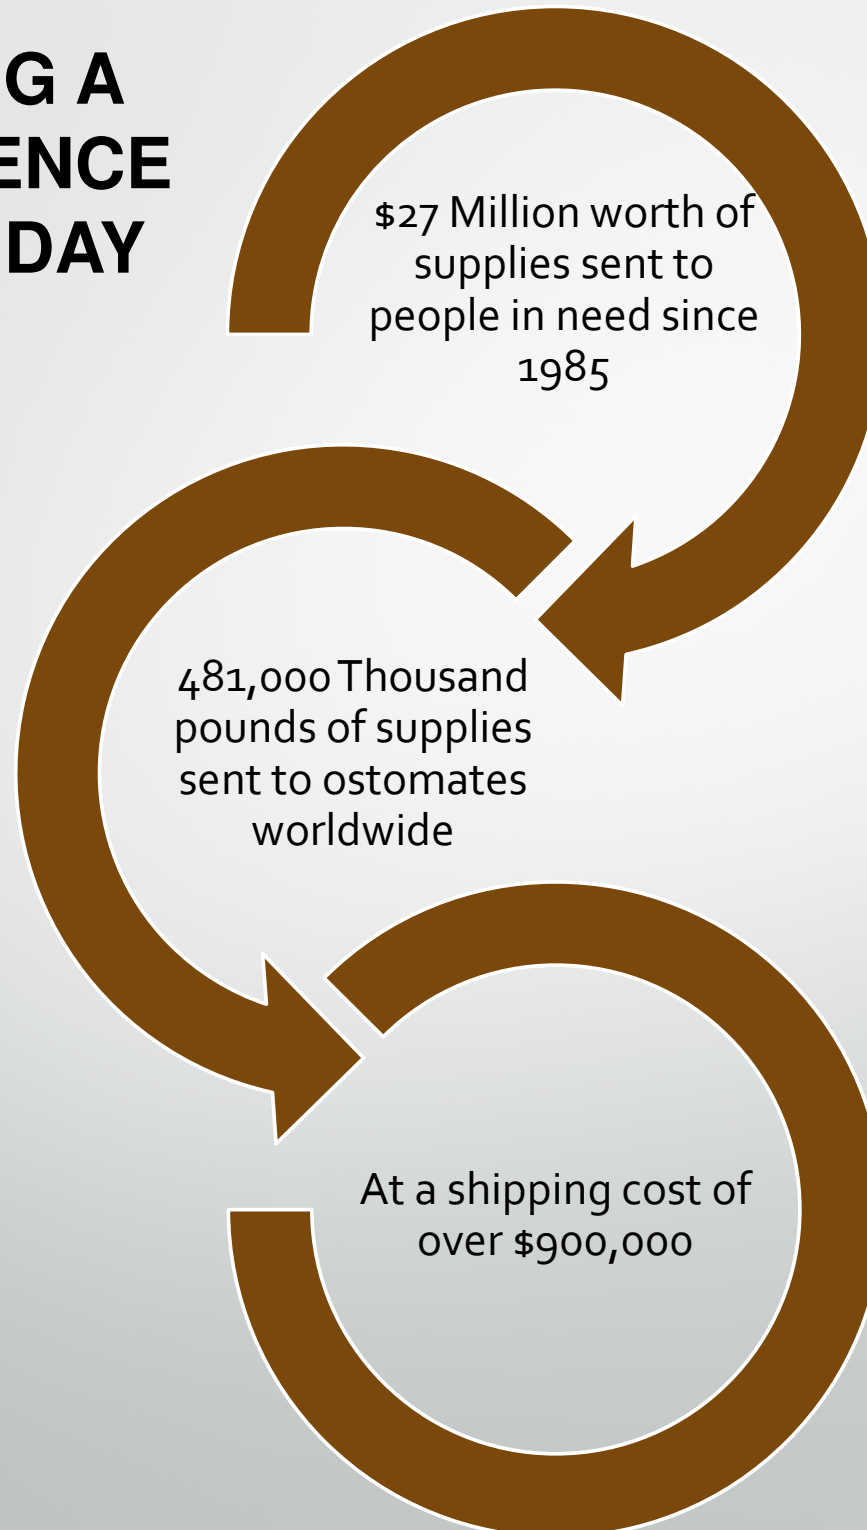 G A
ENCE
DAY
$27 Million worth of
supplies sent to
people in need since
1985
481,000 Thousand
pounds of supplies
sent to ostomates
worldwide
At a shipping cost of
over $900,000